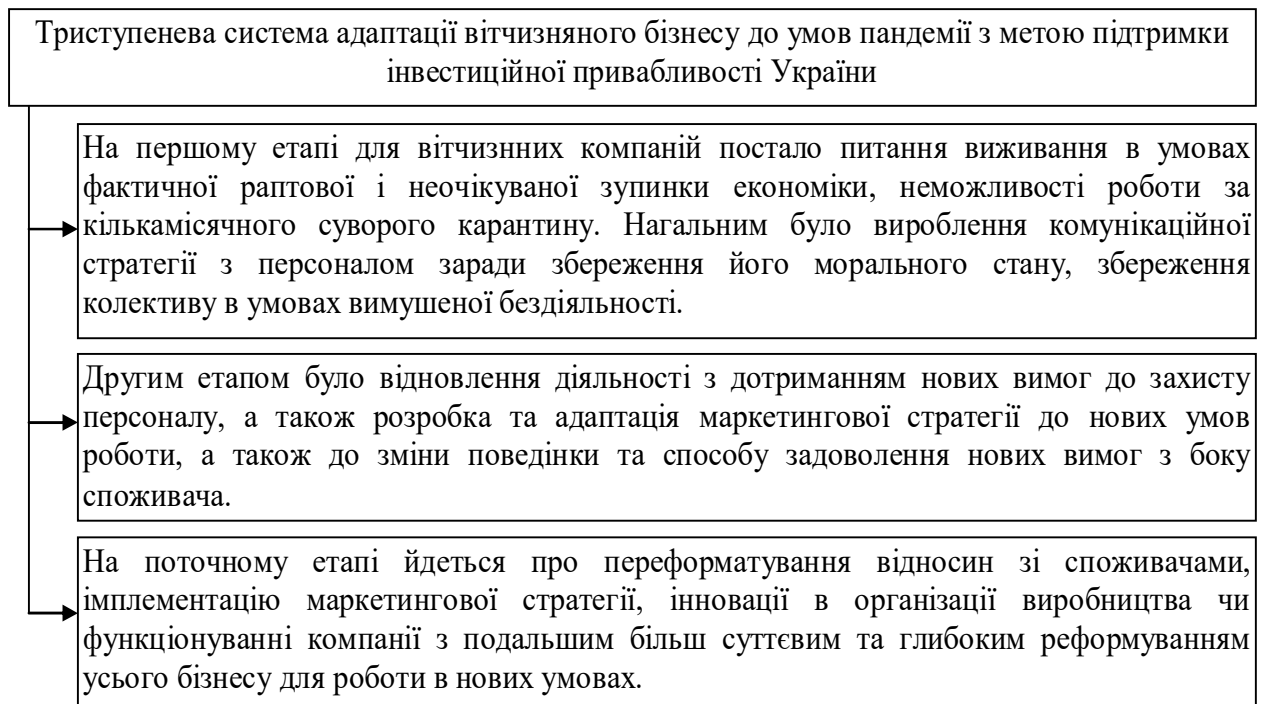 Триступенева система адаптації вітчизняного бізнесу до умов пандемії з метою підтримки
інвестиційної привабливості України
На першому етапі для вітчизнних компаній постало питання виживання в умовах
фактичної раптової і неочікуваної зупинки економіки, неможливості роботи за
кількамісячного суворого карантину. Нагальним було вироблення комунікаційної
стратегії з персоналом заради збереження його морального стану, збереження
колективу в умовах вимушеної бездіяльності.
Другим етапом було відновлення діяльності з дотриманням нових вимог до захисту
персоналу, а також розробка та адаптація маркетингової стратегії до нових умов
роботи, а також до зміни поведінки та способу задоволення нових вимог з боку
споживача.
На поточному етапі йдеться про переформатування відносин зі споживачами,
імплементацію маркетингової стратегії, інновації в організації виробництва чи
функціонуванні компанії з подальшим більш суттєвим та глибоким реформуванням
усього бізнесу для роботи в нових умовах.